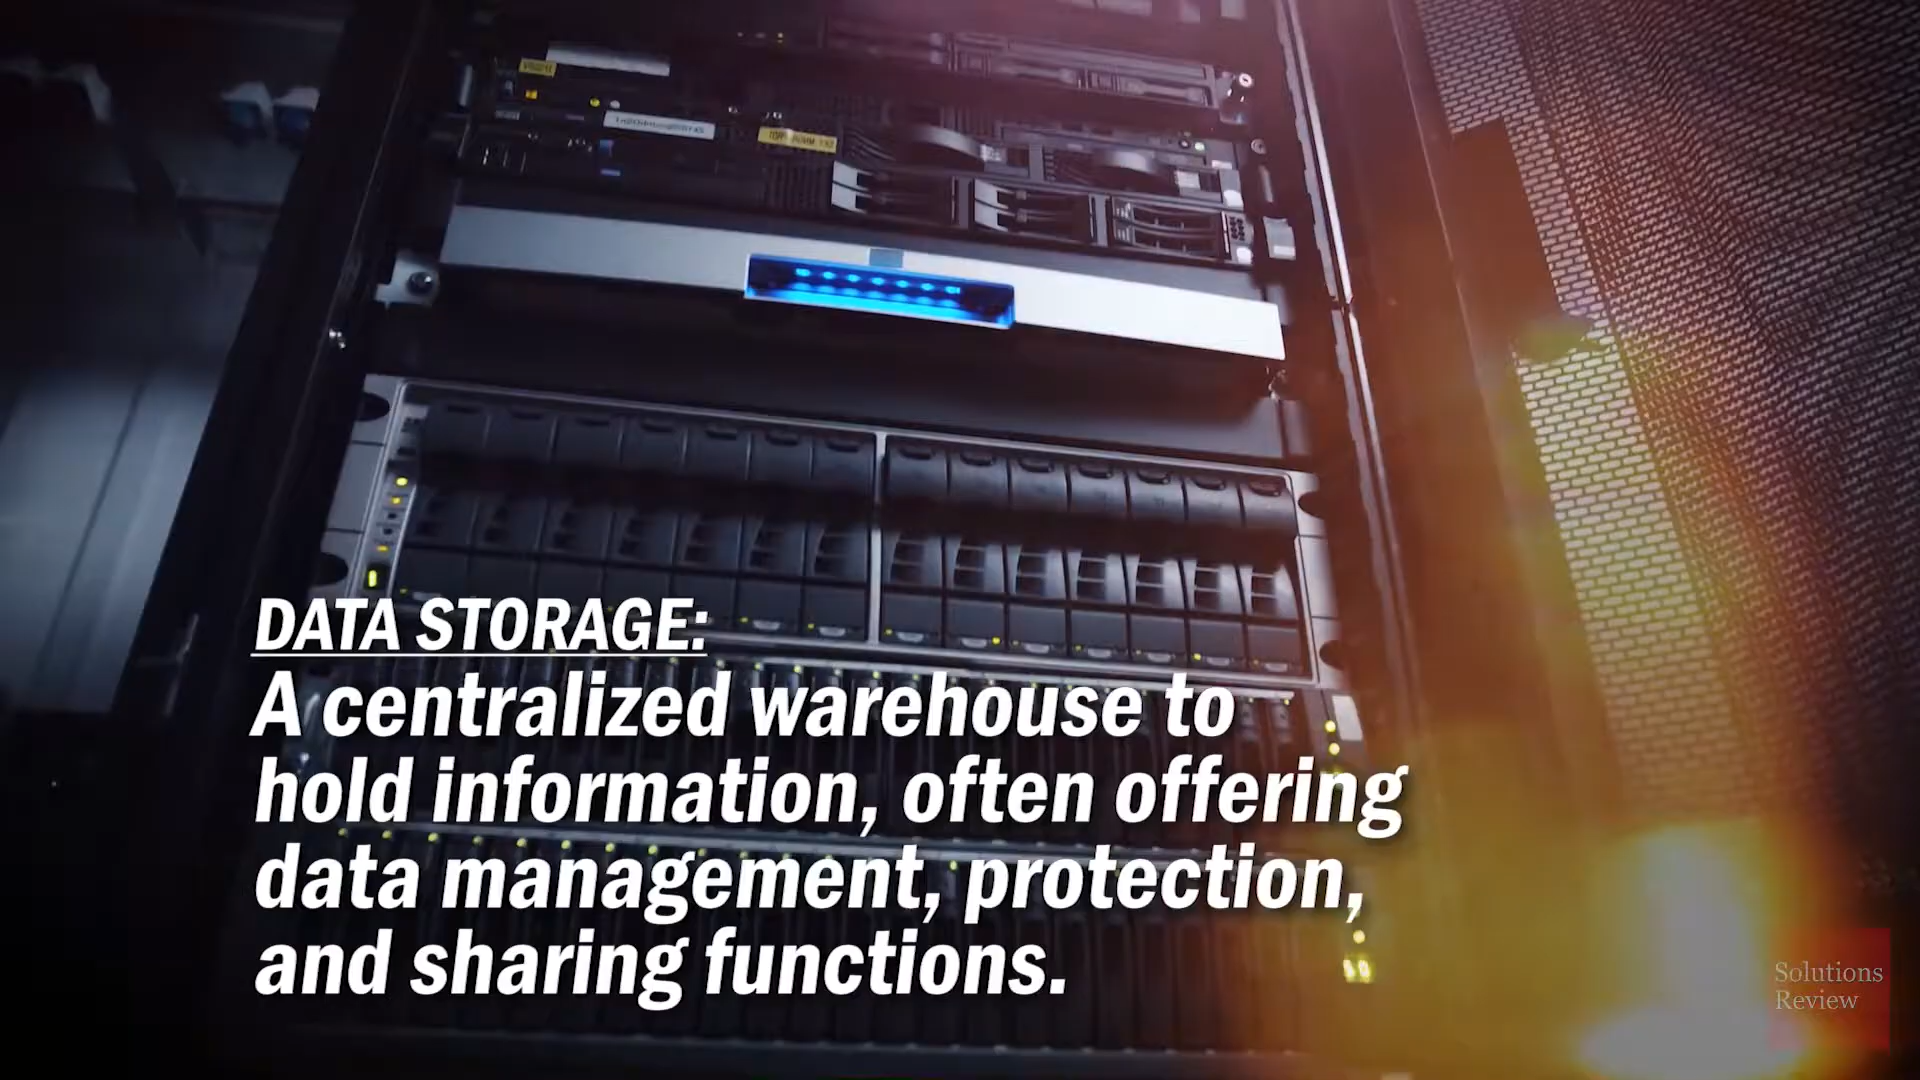 DATA STORAGE:
A centralized warehouse to
hold information, often offering
data management, protection,
and sharing functions.
Solutions
Review